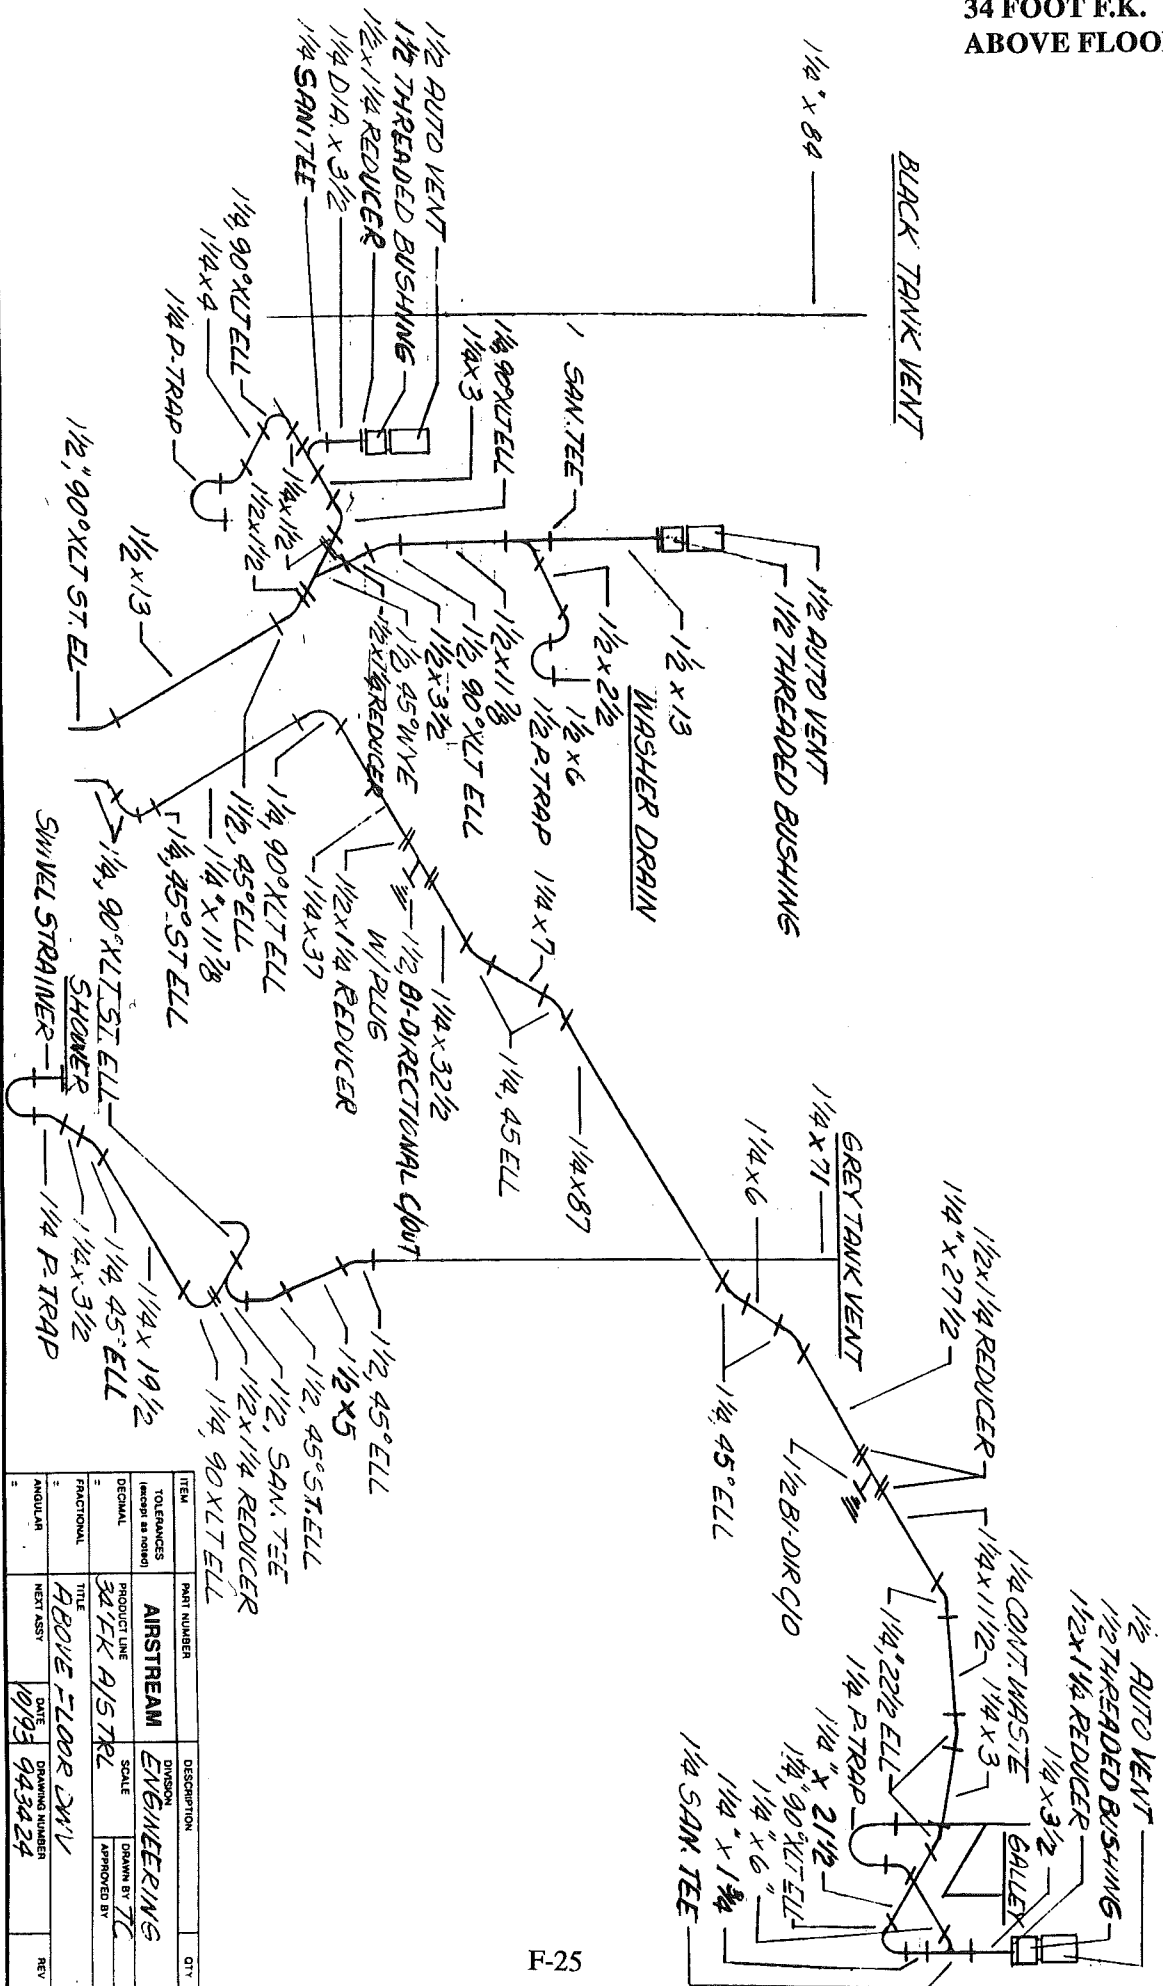 34 FOOT F.K.
ABOVE FLOO
BLACK TANK VENT
1 1/4" x 84
1 1/2 AUTO VENT
1 1/2 THREADED BUSHING
1 1/2 x 1 1/4 REDUCER
1 1/4 DIA. x 3 1/2
1 1/4 SANITEE
1 1/4, 90° XLT ELL
1 1/4 x 4
1 1/4 P-TRAP
1 SAN. TEE
1 1/4, 90° XLT ELL
1 1/4 x 3
1 1/4 x 1 1/2
1 1/2 x 1 1/2
1 1/2 x 13
1 1/2," 90° XLT ST. EL
1 1/2 AUTO VENT
1 1/2 THREADED BUSHING
1 1/2 x 13
WASHER DRAIN
1 1/2 x 2 1/2
1 1/2 x 6
1 1/2 P-TRAP
1 1/2 x 11 7/8
1 1/2, 90° XLT ELL
1 1/2 x 3 1/2
1 1/2 45° WYE
1 1/2 x 1 1/4 REDUCER
1 1/4 x 7
1 1/4 x 87
1 1/4, 45 ELL
1 1/4 x 32 1/2
1 1/2, BI-DIRECTIONAL C/OUT
W/PLUG
1 1/2 x 1 1/4 REDUCER
1 1/4 x 37
1 1/4, 90° XLT ELL
1 1/2, 45° ELL
1 1/4" x 11 7/8
1 1/4, 45° ST ELL
1 1/4, 90° XLT. ST. ELL
SWIVEL STRAINER
SHOWER
GREY TANK VENT
1 1/4 x 71
1 1/4 x 6
1 1/2 x 1 1/4 REDUCER
1 1/4" x 27 1/2
1 1/4, 45° ELL
1 1/2 BI-DIR C/O
1 1/2, 45° ELL
1 1/2 x 5
1 1/2, 45° ST. ELL
1 1/2, SAN. TEE
1 1/2 x 1 1/4 REDUCER
1 1/4, 90 XLT ELL
1 1/4 x 19 1/2
1 1/4, 45° ELL
1 1/4 x 3 1/2
1 1/4 P-TRAP
1 1/2 AUTO VENT
1 1/2 THREADED BUSHING
1 1/2 x 1 1/4 REDUCER
1 1/4 x 3 1/2
GALLEY
1 1/4 CONT. WASTE
1 1/4 x 11 1/2
1 1/4 x 3
1 1/4," 22 1/2 ELL
1 1/4 P-TRAP
1 1/4" x 21 1/2
1 1/4," 90° XLT ELL
1 1/4" x 6"
1 1/4" x 1 3/4
1 1/4 SAN. TEE
ITEM PART NUMBER DESCRIPTION QTY
TOLERANCES
(except as noted)
AIRSTREAM
DIVISION
ENGINEERING
DECIMAL
±
PRODUCT LINE
34' FK A/STRL
SCALE
DRAWN BY TC
APPROVED BY
FRACTIONAL
±
TITLE
ABOVE FLOOR DWV
ANGULAR
±
NEXT ASSY
DATE
10/93
DRAWING NUMBER
943424
REV
F-25